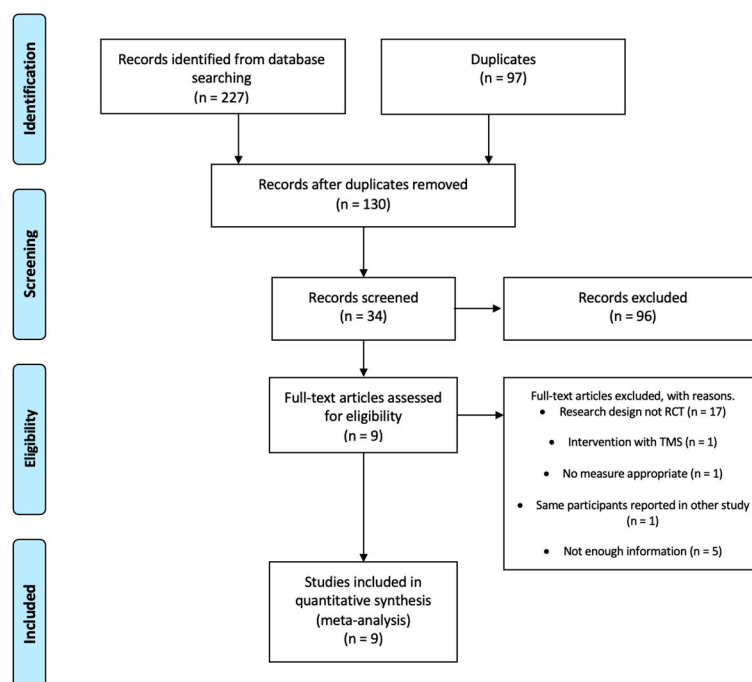 Identification
Records identified from database
searching
(n = 227)
Duplicates
(n = 97)
Records after duplicates removed
(n = 130)
Screening
Records screened
(n = 34)
Records excluded
(n = 96)
Eligibility
Full-text articles assessed
for eligibility
(n = 9)
Full-text articles excluded, with reasons.
• Research design not RCT (n = 17)
• Intervention with TMS (n = 1)
• No measure appropriate (n = 1)
• Same participants reported in other study
(n = 1)
• Not enough information (n = 5)
Included
Studies included in
quantitative synthesis
(meta-analysis)
(n = 9)